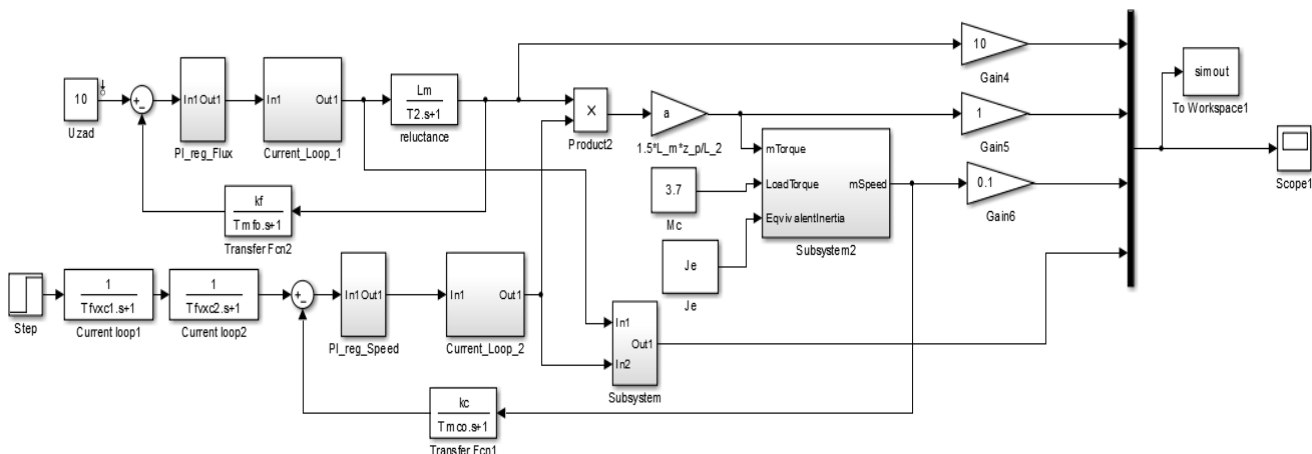 10
Gain4
simout
To Workspace1
10
Uzad
+
-
In1 Out1
PI_reg_Flux
In1
Out1
Current_Loop_1
Lm
T2.s+1
reluctance
X
Product2
a
1.5*L_m*z_p/L_2
1
Gain5
Scope1
mTorque
LoadTorque
mSpeed
EqvivalentInertia
Subsystem2
3.7
Mc
0.1
Gain6
kf
Tmfo.s+1
Transfer Fcn2
Je
Je
Step
1
Tfvxc1.s+1
Current loop1
1
Tfvxc2.s+1
Current loop2
+
-
In1 Out1
PI_reg_Speed
In1
Out1
Current_Loop_2
In1
Out1
In2
Subsystem
kc
Tmco.s+1
Transfer Fcn1